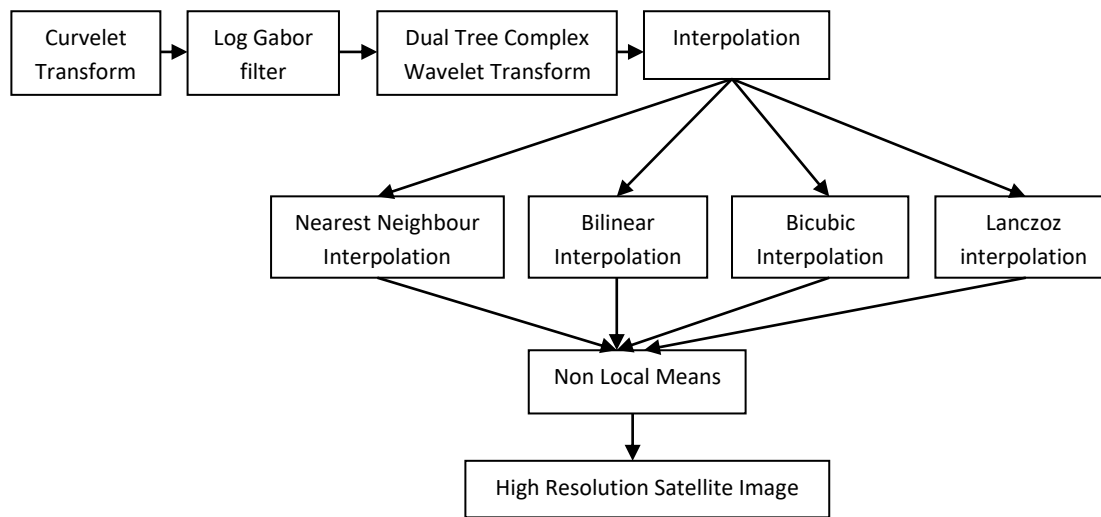 Curvelet
Transform
Log Gabor
filter
Dual Tree Complex
Wavelet Transform
Interpolation
Nearest Neighbour
Interpolation
Bilinear
Interpolation
Bicubic
Interpolation
Lanczoz
interpolation
Non Local Means
High Resolution Satellite Image